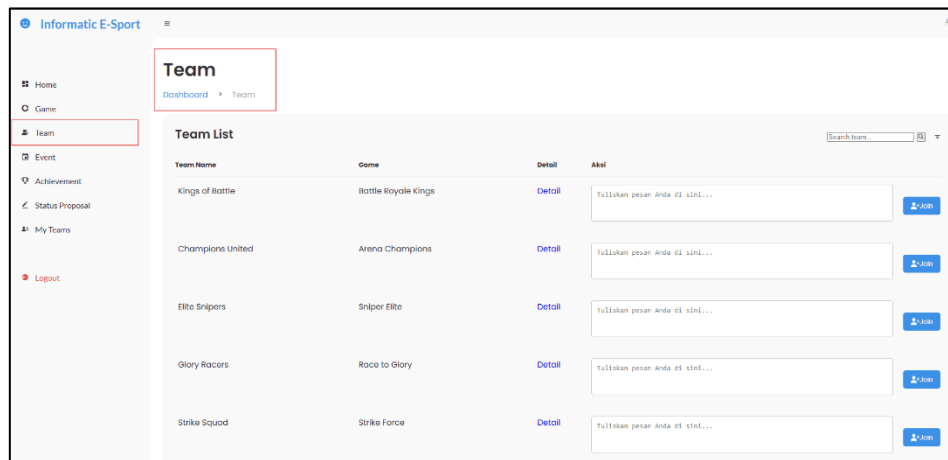 Informatic E-Sport
Home
Game
Team
Event
Achievement
Status Proposal
My Teams
Logout
Team
Dashboard › Team
Team List
Search team...
Team Name Game Detail Aksi
Kings of Battle Battle Royale Kings Detail Tuliskan pesan Anda di sini... Join
Champions United Arena Champions Detail Tuliskan pesan Anda di sini... Join
Elite Snipers Sniper Elite Detail Tuliskan pesan Anda di sini... Join
Glory Racers Race to Glory Detail Tuliskan pesan Anda di sini... Join
Strike Squad Strike Force Detail Tuliskan pesan Anda di sini... Join